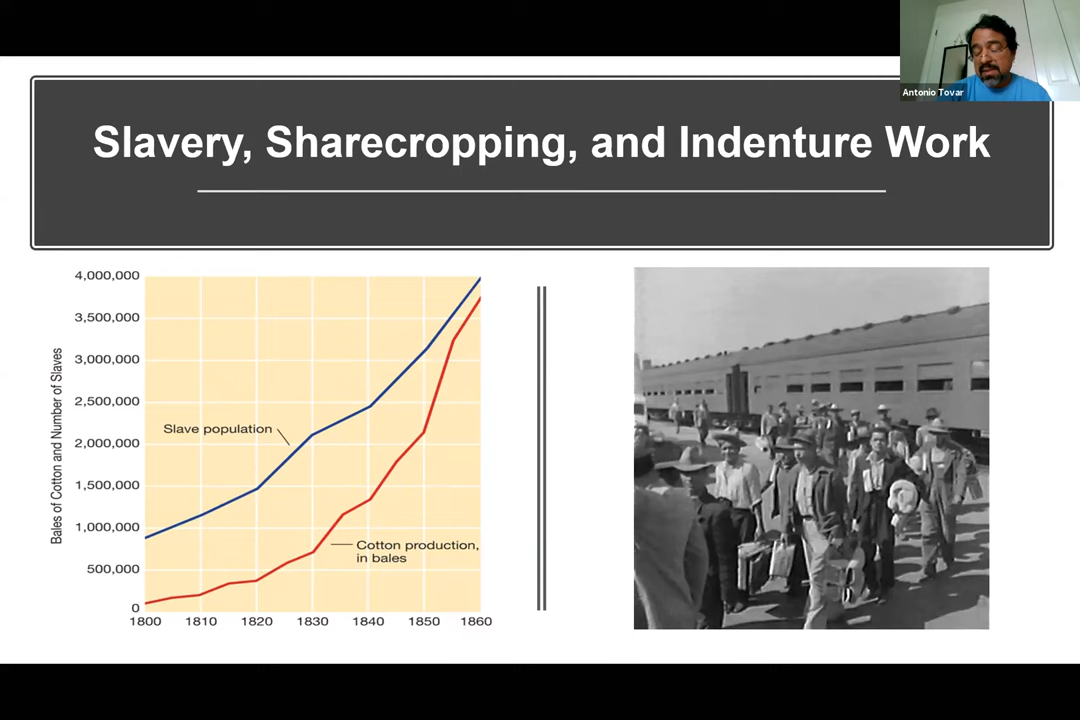 Antonio Tovar
Slavery, Sharecropping, and Indenture Work
Bales of Cotton and Number of Slaves
4,000,000
3,500,000
3,000,000
2,500,000
2,000,000
1,500,000
1,000,000
500,000
0
Slave population
Cotton production,
in bales
1800 1810 1820 1830 1840 1850 1860